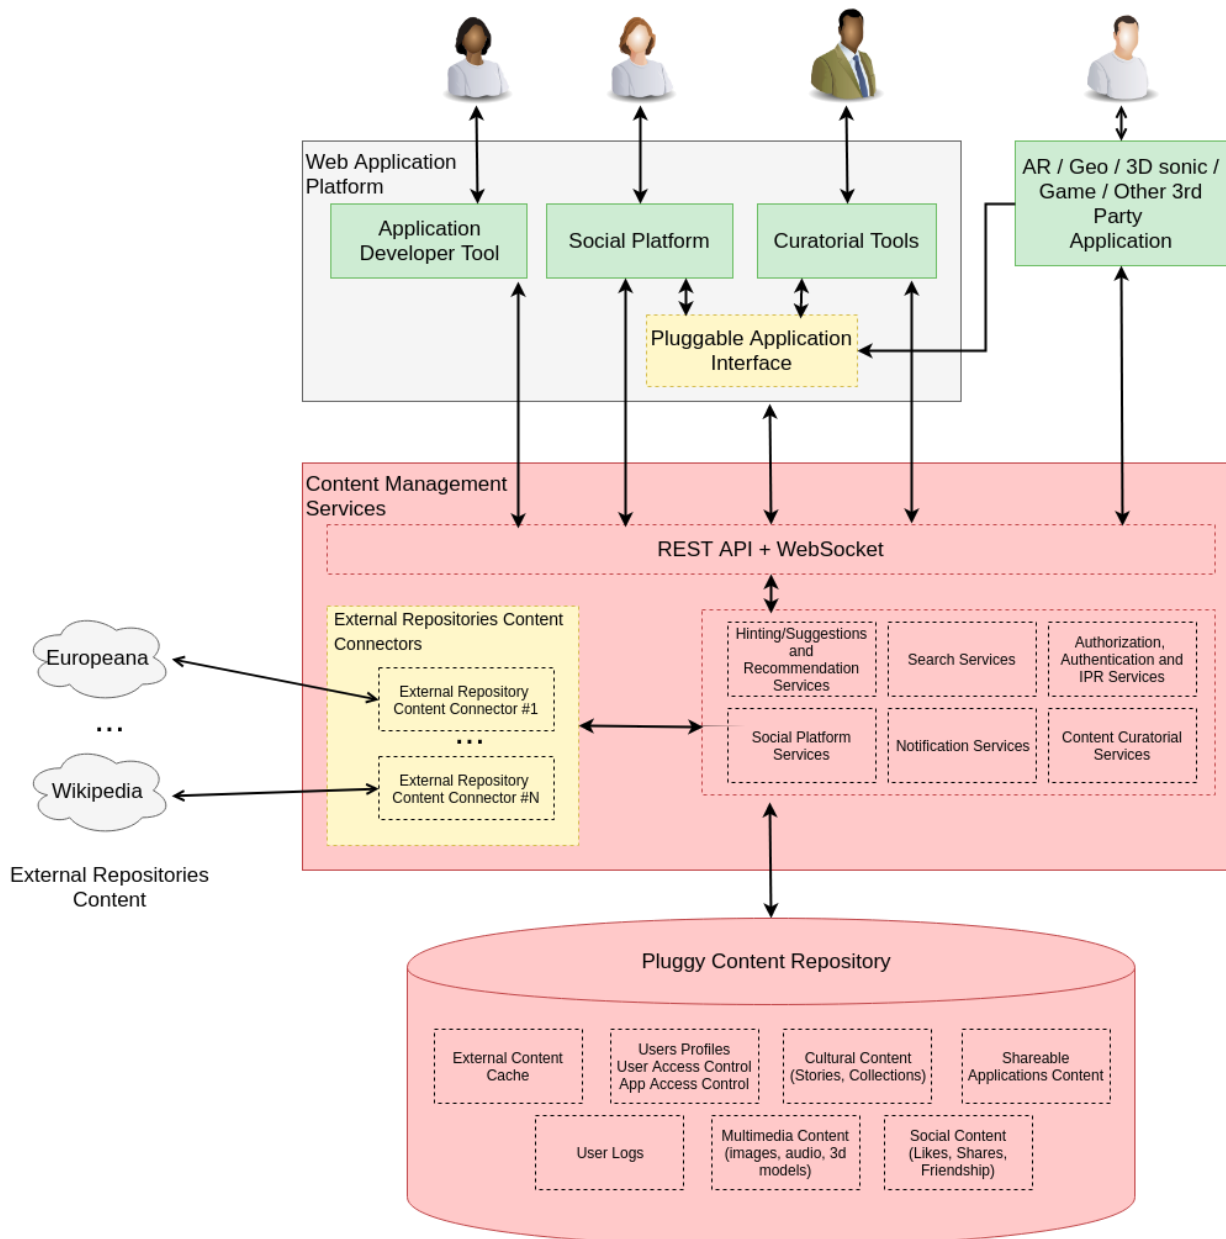 Web Application
Platform
Application
Developer Tool
Social Platform
Curatorial Tools
AR / Geo / 3D sonic /
Game / Other 3rd
Party
Application
Pluggable Application
Interface
Content Management
Services
REST API + WebSocket
External Repositories Content
Connectors
External Repository
Content Connector #1
...
External Repository
Content Connector #N
Hinting/Suggestions
and
Recommendation
Services
Search Services
Authorization,
Authentication and
IPR Services
Social Platform
Services
Notification Services
Content Curatorial
Services
Europeana
...
Wikipedia
External Repositories
Content
Pluggy Content Repository
External Content
Cache
Users Profiles
User Access Control
App Access Control
Cultural Content
(Stories, Collections)
Shareable
Applications Content
User Logs
Multimedia Content
(images, audio, 3d
models)
Social Content
(Likes, Shares,
Friendship)